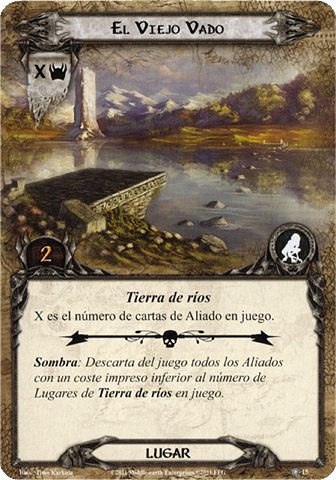 El Viejo Vado
X
2
Tierra de ríos
X es el número de cartas de Aliado en juego.
Sombra: Descarta del juego todos los Aliados
con un coste impreso inferior al número de
Lugares de Tierra de ríos en juego.
LUGAR
15